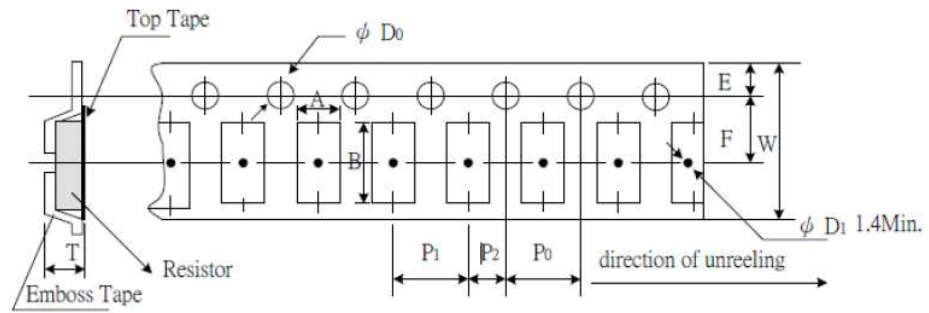 Top Tape
ψ D0
E
A
F
W
B
ψ D1 1.4Min.
T
P1
P2
P0
direction of unreeling
Resistor
Emboss Tape